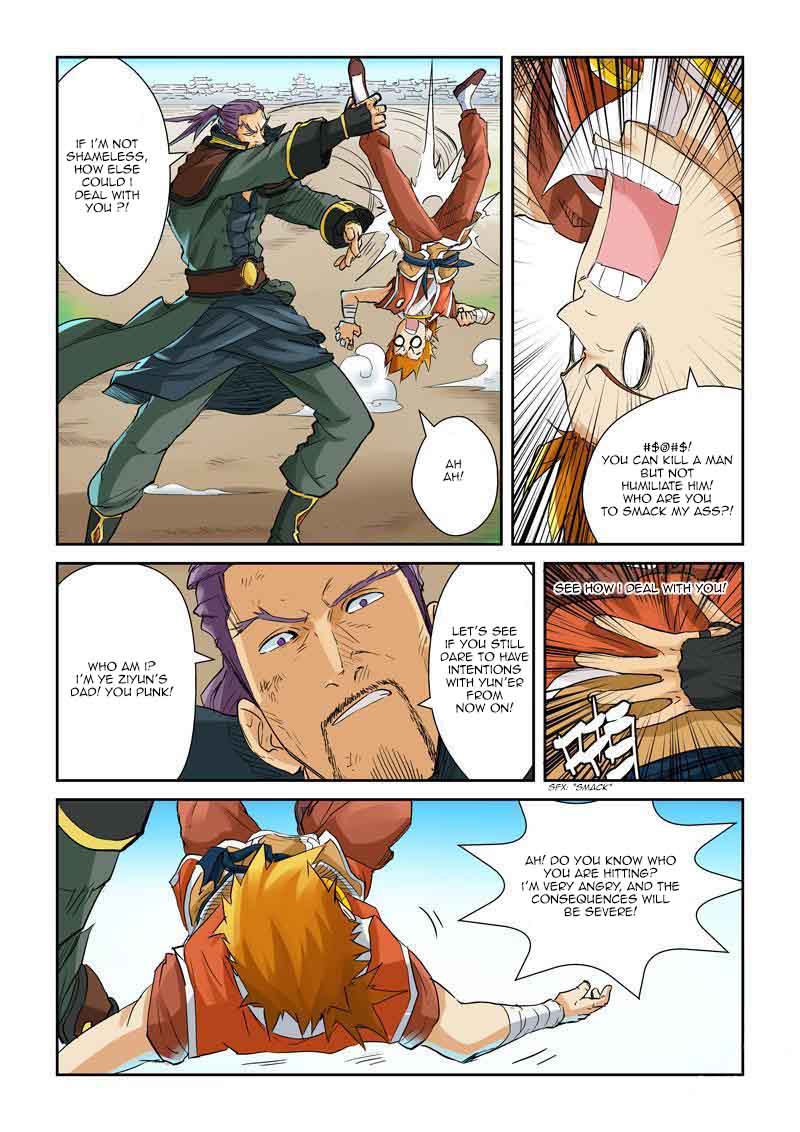 IF I'M NOT
SHAMELESS,
HOW ELSE
COULD I
DEAL WITH
YOU ?!
AH
AH!
#$@#$!
YOU CAN KILL A MAN
BUT NOT
HUMILIATE HIM!
WHO ARE YOU
TO SMACK MY ASS?!
WHO AM I?
I'M YE ZIYUN'S
DAD! YOU PUNK!
LET'S SEE
IF YOU STILL
DARE TO HAVE
INTENTIONS
WITH YUN'ER
FROM
NOW ON!
SEE HOW I DEAL WITH YOU!
SFX: "SMACK"
AH! DO YOU KNOW WHO
YOU ARE HITTING?
I'M VERY ANGRY, AND THE
CONSEQUENCES WILL
BE SEVERE!